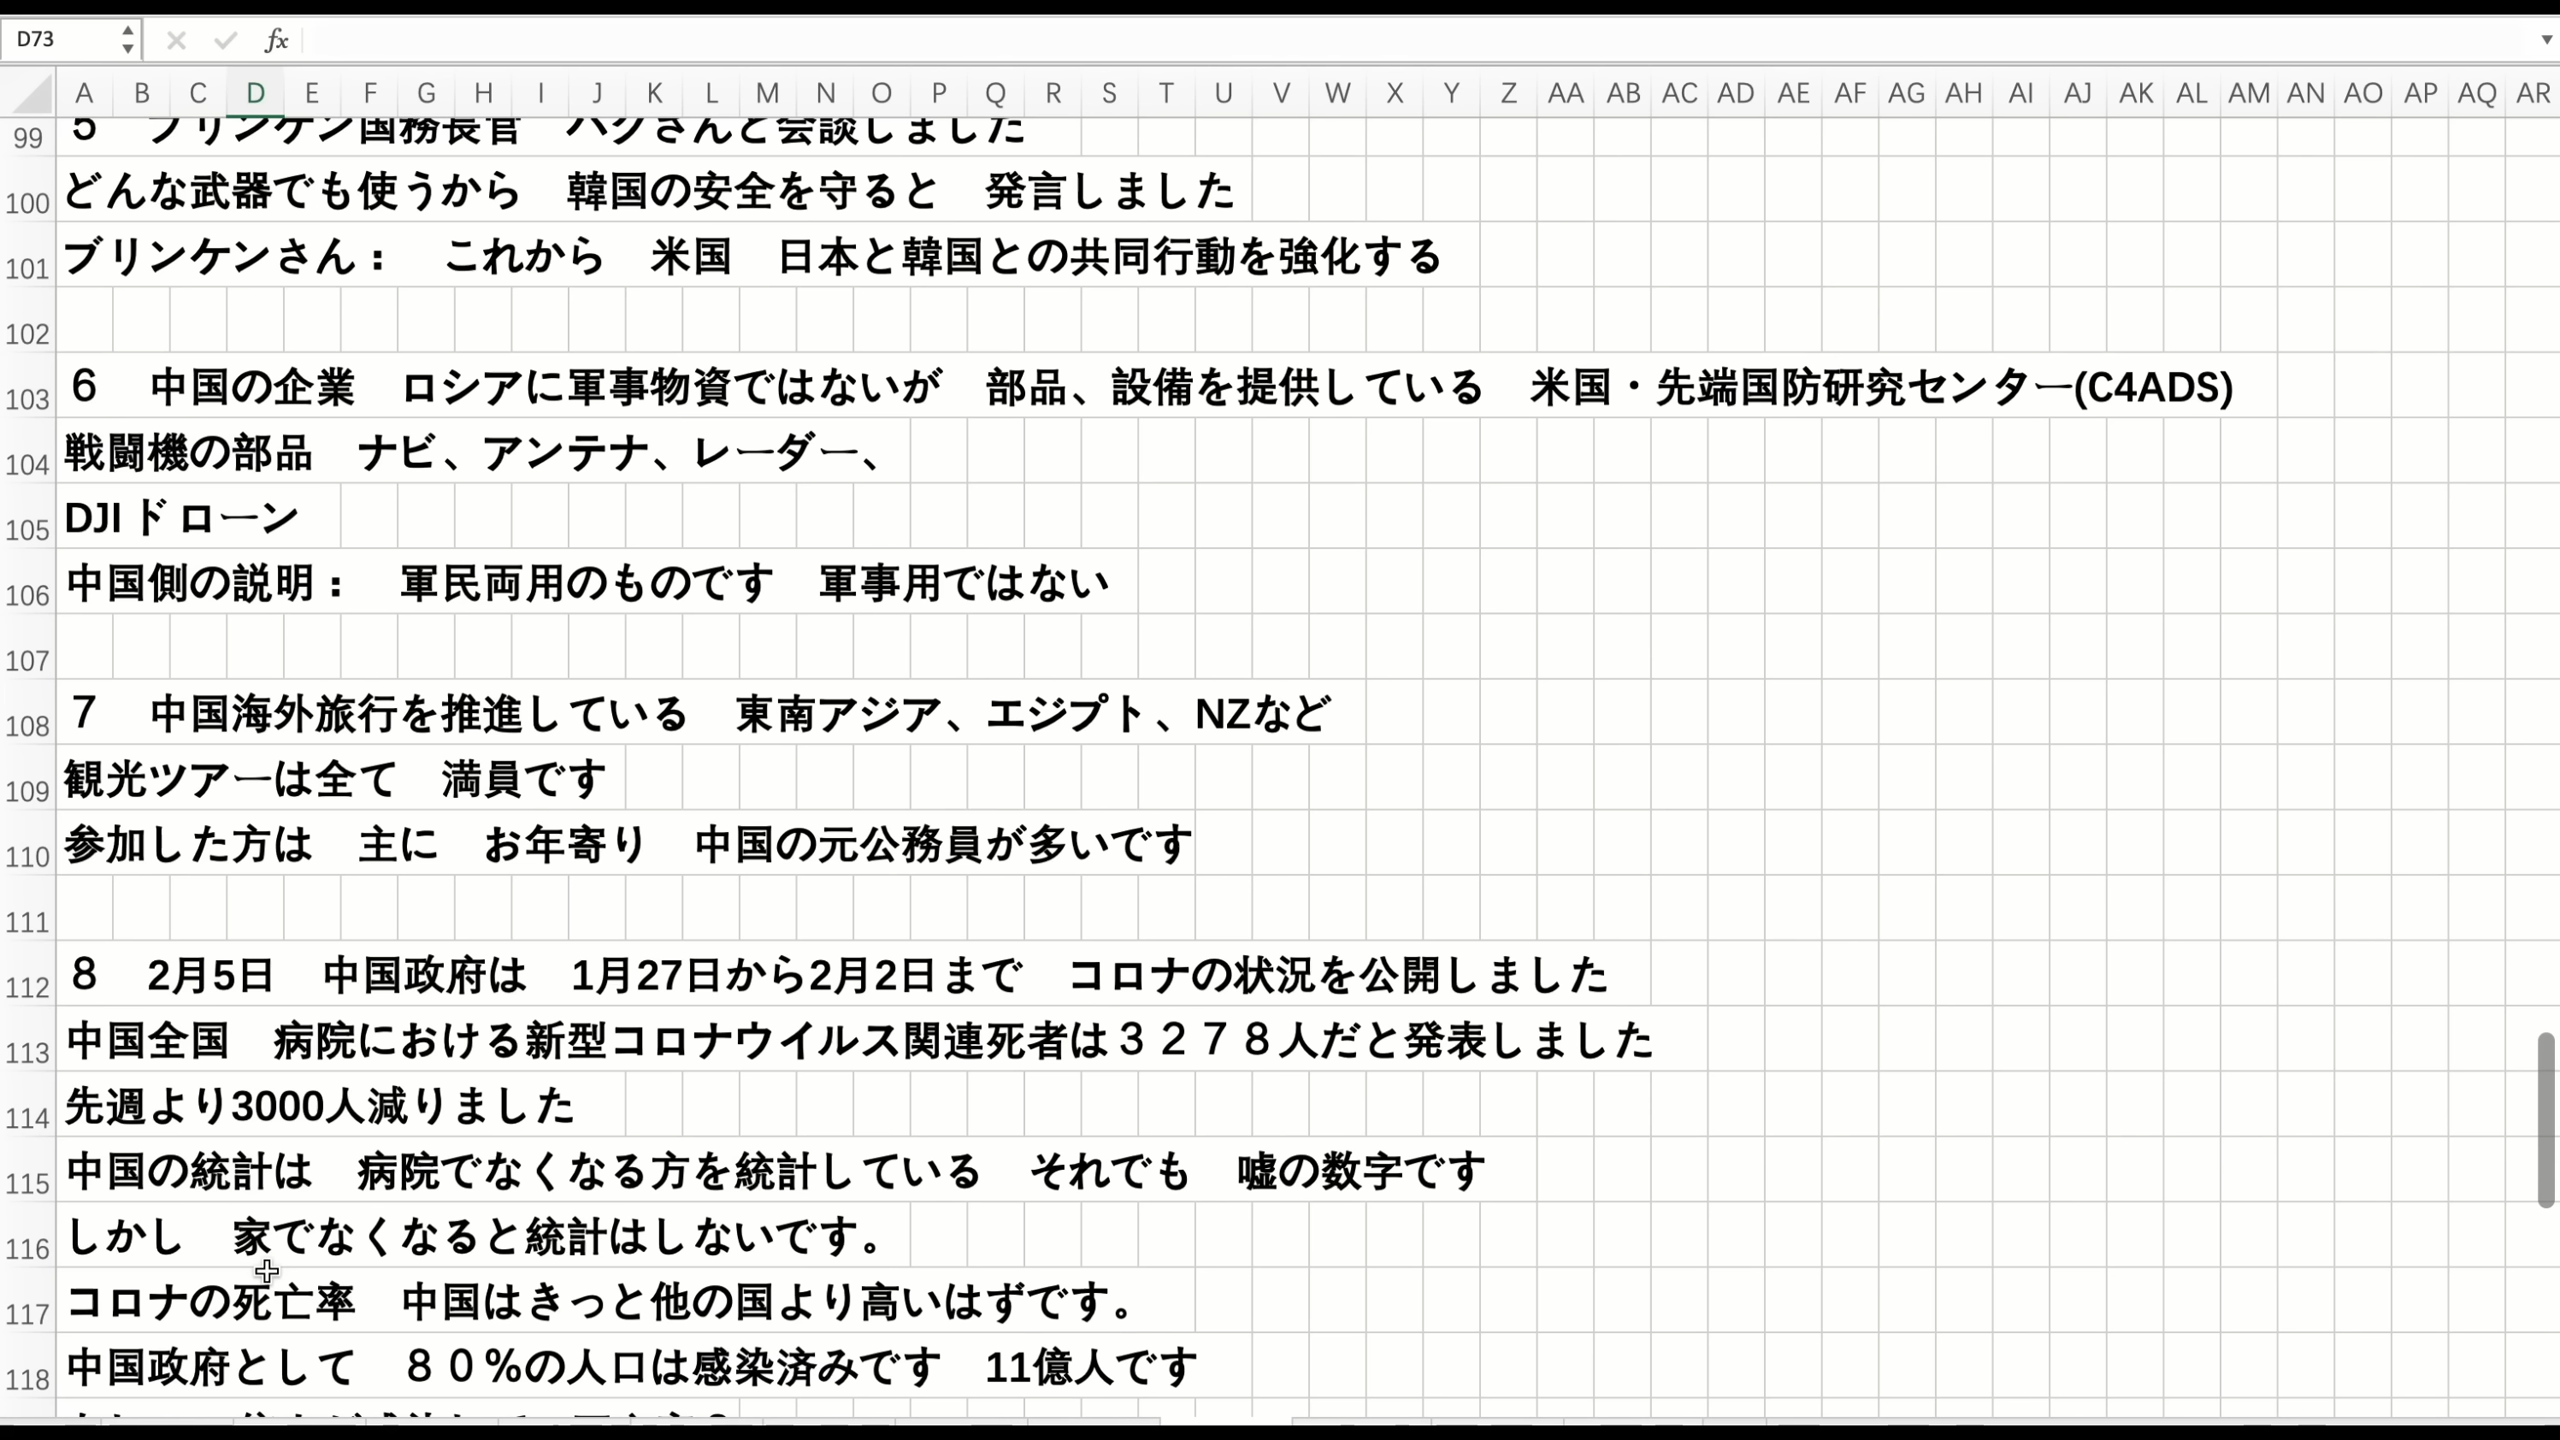 D73 fx
A B C D E F G H I J K L M N O P Q R S T U V W X Y Z AA AB AC AD AE AF AG AH AI AJ AK AL AM AN AO AP AQ AR
99 5　ブリンケン国務長官　パクさんと会談しました
100 どんな武器でも使うから　韓国の安全を守ると　発言しました
101 ブリンケンさん：　これから　米国　日本と韓国との共同行動を強化する
102
103 6　中国の企業　ロシアに軍事物資ではないが　部品、設備を提供している　米国・先端国防研究センター(C4ADS)
104 戦闘機の部品　ナビ、アンテナ、レーダー、
105 DJIドローン
106 中国側の説明：　軍民両用のものです　軍事用ではない
107
108 7　中国海外旅行を推進している　東南アジア、エジプト、NZなど
109 観光ツアーは全て　満員です
110 参加した方は　主に　お年寄り　中国の元公務員が多いです
111
112 8　2月5日　中国政府は　1月27日から2月2日まで　コロナの状況を公開しました
113 中国全国　病院における新型コロナウイルス関連死者は３２７８人だと発表しました
114 先週より3000人減りました
115 中国の統計は　病院でなくなる方を統計している　それでも　嘘の数字です
116 しかし　家でなくなると統計はしないです。
117 コロナの死亡率　中国はきっと他の国より高いはずです。
118 中国政府として　８０%の人口は感染済みです　11億人です